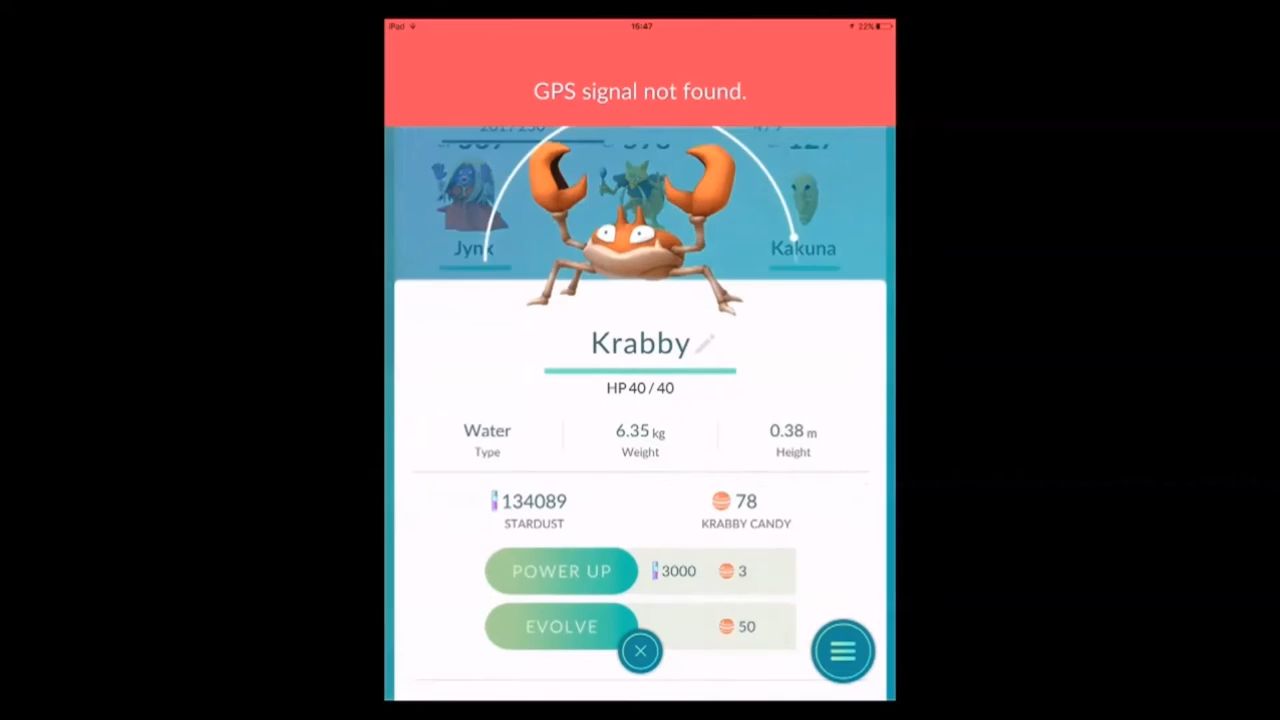 iPad 15:47 22%
GPS signal not found.
Jynx Kakuna
Krabby
HP 40 / 40
Water 6.35 kg 0.38 m
Type Weight Height
134089 78
STARDUST KRABBY CANDY
POWER UP 3000 3
EVOLVE 50